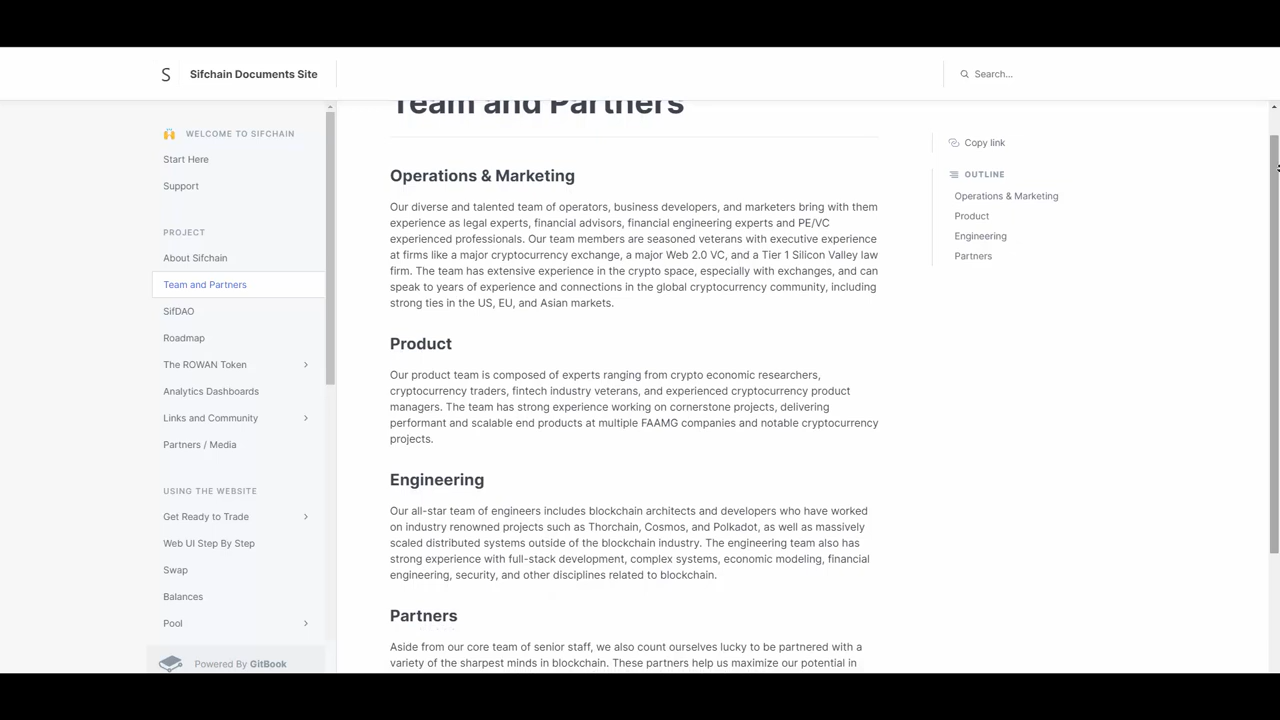 S
Sifchain Documents Site
Search...
WELCOME TO SIFCHAIN
Start Here
Support
PROJECT
About Sifchain
Team and Partners
SifDAO
Roadmap
The ROWAN Token
Analytics Dashboards
Links and Community
Partners / Media
USING THE WEBSITE
Get Ready to Trade
Web UI Step By Step
Swap
Balances
Pool
Powered By GitBook
Team and Partners
Operations & Marketing
Our diverse and talented team of operators, business developers, and marketers bring with them
experience as legal experts, financial advisors, financial engineering experts and PE/VC
experienced professionals. Our team members are seasoned veterans with executive experience
at firms like a major cryptocurrency exchange, a major Web 2.0 VC, and a Tier 1 Silicon Valley law
firm. The team has extensive experience in the crypto space, especially with exchanges, and can
speak to years of experience and connections in the global cryptocurrency community, including
strong ties in the US, EU, and Asian markets.
Product
Our product team is composed of experts ranging from crypto economic researchers,
cryptocurrency traders, fintech industry veterans, and experienced cryptocurrency product
managers. The team has strong experience working on cornerstone projects, delivering
performant and scalable end products at multiple FAAMG companies and notable cryptocurrency
projects.
Engineering
Our all-star team of engineers includes blockchain architects and developers who have worked
on industry renowned projects such as Thorchain, Cosmos, and Polkadot, as well as massively
scaled distributed systems outside of the blockchain industry. The engineering team also has
strong experience with full-stack development, complex systems, economic modeling, financial
engineering, security, and other disciplines related to blockchain.
Partners
Aside from our core team of senior staff, we also count ourselves lucky to be partnered with a
variety of the sharpest minds in blockchain. These partners help us maximize our potential in
Copy link
OUTLINE
Operations & Marketing
Product
Engineering
Partners